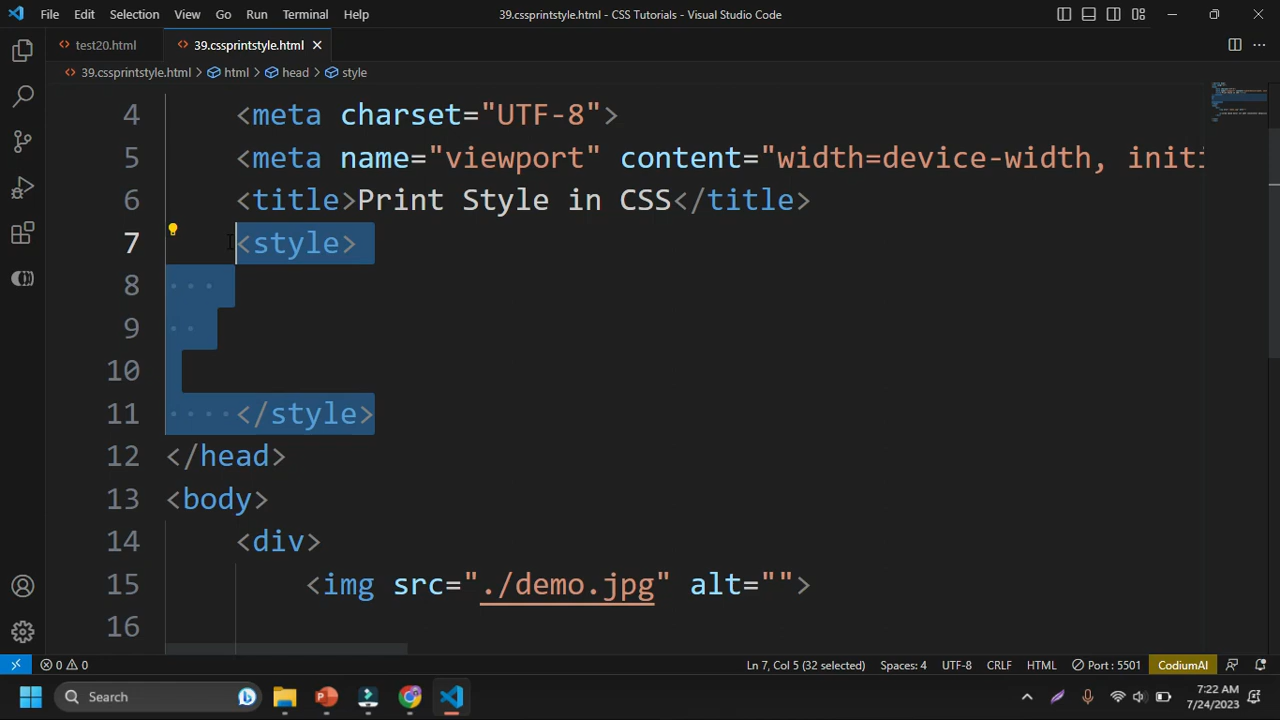 File Edit Selection View Go Run Terminal Help
39.cssprintstyle.html - CSS Tutorials - Visual Studio Code
test20.html
39.cssprintstyle.html
39.cssprintstyle.html > html > head > style
4 <meta charset="UTF-8">
5 <meta name="viewport" content="width=device-width, initi
6 <title>Print Style in CSS</title>
7 <style>
8
9
10
11 </style>
12 </head>
13 <body>
14 <div>
15 <img src="./demo.jpg" alt="">
16
0 0 Ln 7, Col 5 (32 selected) Spaces: 4 UTF-8 CRLF HTML Port : 5501 CodiumAI
Search
7:22 AM
7/24/2023